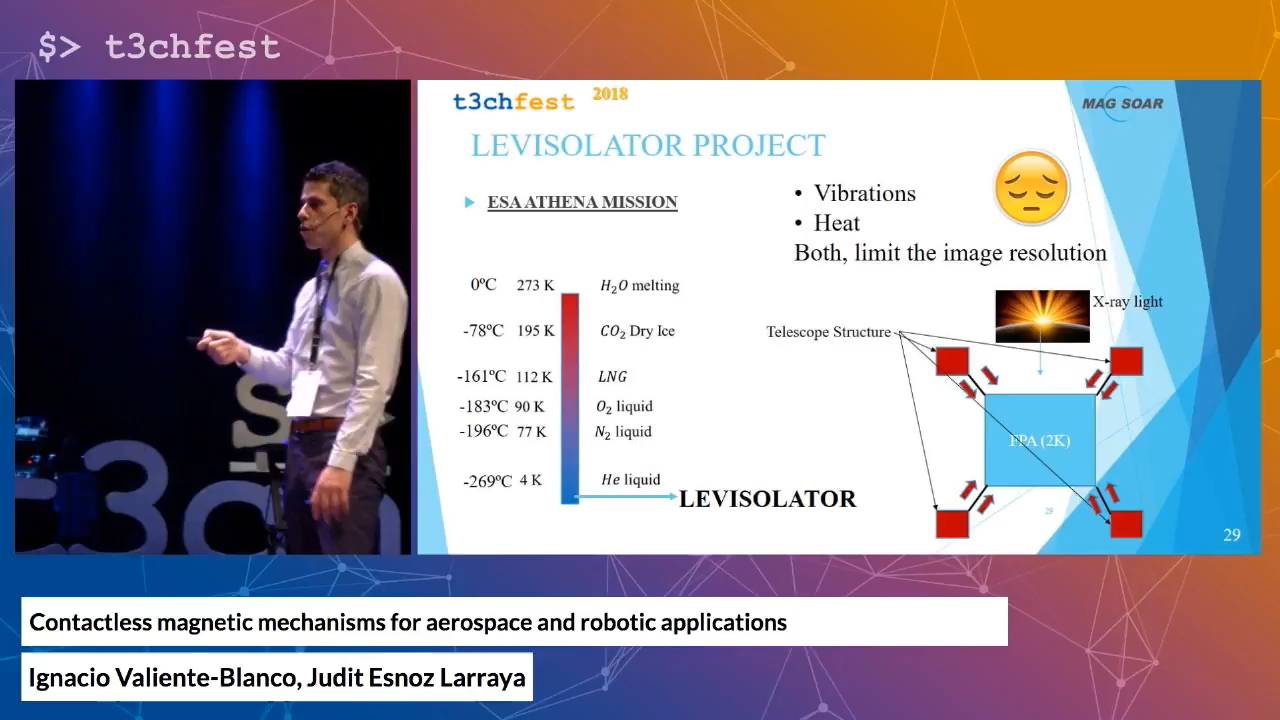 $> t3chfest
t3chfest 2018
MAG SOAR
LEVISOLATOR PROJECT
ESA ATHENA MISSION
• Vibrations
• Heat
Both, limit the image resolution
0ºC 273 K H₂O melting
-78ºC 195 K CO₂ Dry Ice
-161ºC 112 K LNG
-183ºC 90 K O₂ liquid
-196ºC 77 K N₂ liquid
-269ºC 4 K He liquid
LEVISOLATOR
X-ray light
Telescope Structure
FPA (2K)
29
29
Contactless magnetic mechanisms for aerospace and robotic applications
Ignacio Valiente-Blanco, Judit Esnoz Larraya